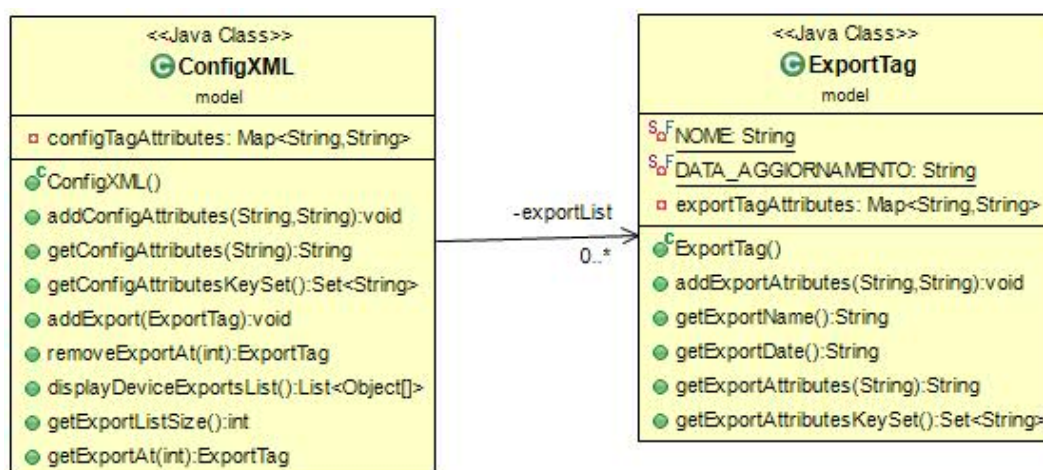 <<Java Class>>
ConfigXML
model
configTagAttributes: Map<String,String>
ConfigXML()
addConfigAttributes(String,String):void
getConfigAttributes(String):String
getConfigAttributesKeySet():Set<String>
addExport(ExportTag):void
removeExportAt(int):ExportTag
displayDeviceExportsList():List<Object[]>
getExportListSize():int
getExportAt(int):ExportTag
-exportList
0..*
<<Java Class>>
ExportTag
model
NOME: String
DATA_AGGIORNAMENTO: String
exportTagAttributes: Map<String,String>
ExportTag()
addExportAtributes(String,String):void
getExportName():String
getExportDate():String
getExportAttributes(String):String
getExportAttributesKeySet():Set<String>